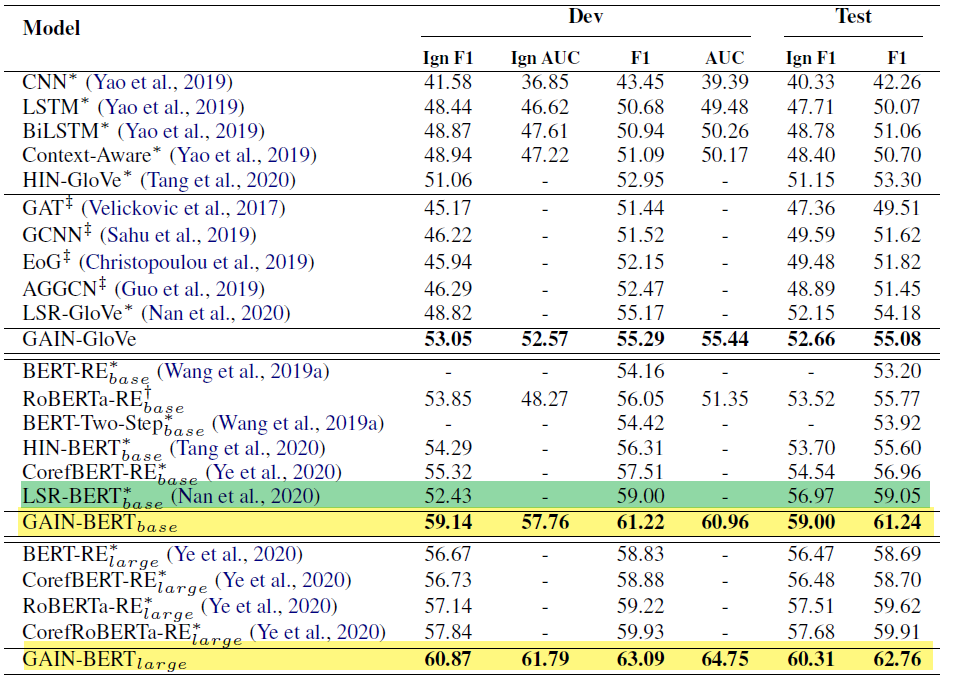 Model Dev Test
Ign F1 Ign AUC F1 AUC Ign F1 F1
CNN* (Yao et al., 2019) 41.58 36.85 43.45 39.39 40.33 42.26
LSTM* (Yao et al., 2019) 48.44 46.62 50.68 49.48 47.71 50.07
BiLSTM* (Yao et al., 2019) 48.87 47.61 50.94 50.26 48.78 51.06
Context-Aware* (Yao et al., 2019) 48.94 47.22 51.09 50.17 48.40 50.70
HIN-GloVe* (Tang et al., 2020) 51.06 - 52.95 - 51.15 53.30
GAT‡ (Velickovic et al., 2017) 45.17 - 51.44 - 47.36 49.51
GCNN‡ (Sahu et al., 2019) 46.22 - 51.52 - 49.59 51.62
EoG‡ (Christopoulou et al., 2019) 45.94 - 52.15 - 49.48 51.82
AGGCN‡ (Guo et al., 2019) 46.29 - 52.47 - 48.89 51.45
LSR-GloVe* (Nan et al., 2020) 48.82 - 55.17 - 52.15 54.18
GAIN-GloVe 53.05 52.57 55.29 55.44 52.66 55.08
BERT-RE*base (Wang et al., 2019a) - - 54.16 - - 53.20
RoBERTa-RE†base 53.85 48.27 56.05 51.35 53.52 55.77
BERT-Two-Step*base (Wang et al., 2019a) - - 54.42 - - 53.92
HIN-BERT*base (Tang et al., 2020) 54.29 - 56.31 - 53.70 55.60
CorefBERT-RE*base (Ye et al., 2020) 55.32 - 57.51 - 54.54 56.96
LSR-BERT*base (Nan et al., 2020) 52.43 - 59.00 - 56.97 59.05
GAIN-BERTbase 59.14 57.76 61.22 60.96 59.00 61.24
BERT-RE*large (Ye et al., 2020) 56.67 - 58.83 - 56.47 58.69
CorefBERT-RE*large (Ye et al., 2020) 56.73 - 58.88 - 56.48 58.70
RoBERTa-RE*large (Ye et al., 2020) 57.14 - 59.22 - 57.51 59.62
CorefRoBERTa-RE*large (Ye et al., 2020) 57.84 - 59.93 - 57.68 59.91
GAIN-BERTlarge 60.87 61.79 63.09 64.75 60.31 62.76